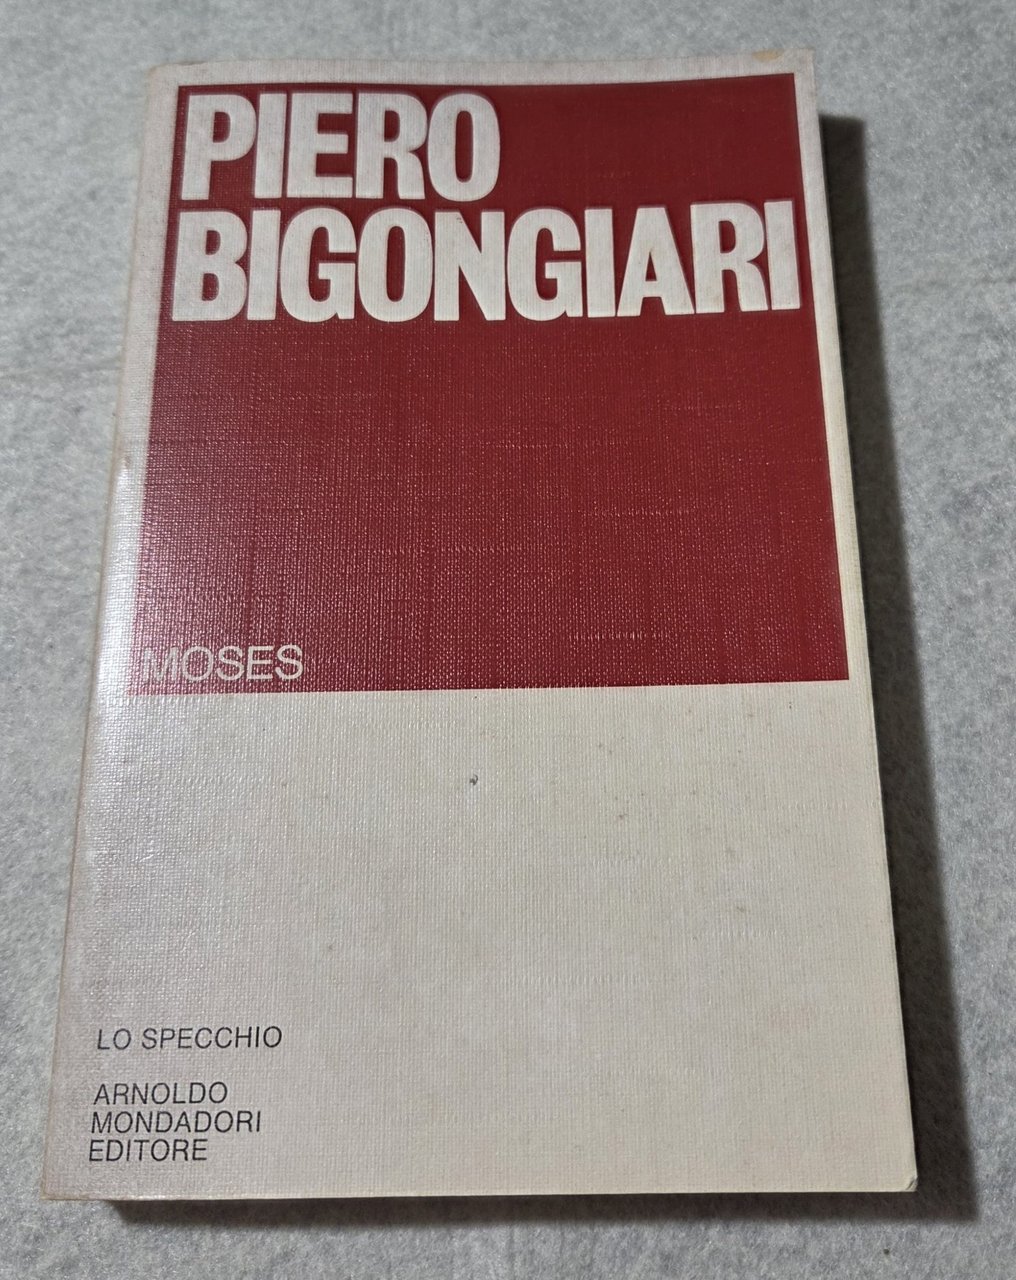 PIERO
BIGONGIARI
MOSES
LO SPECCHIO
ARNOLDO
MONDADORI
EDITORE